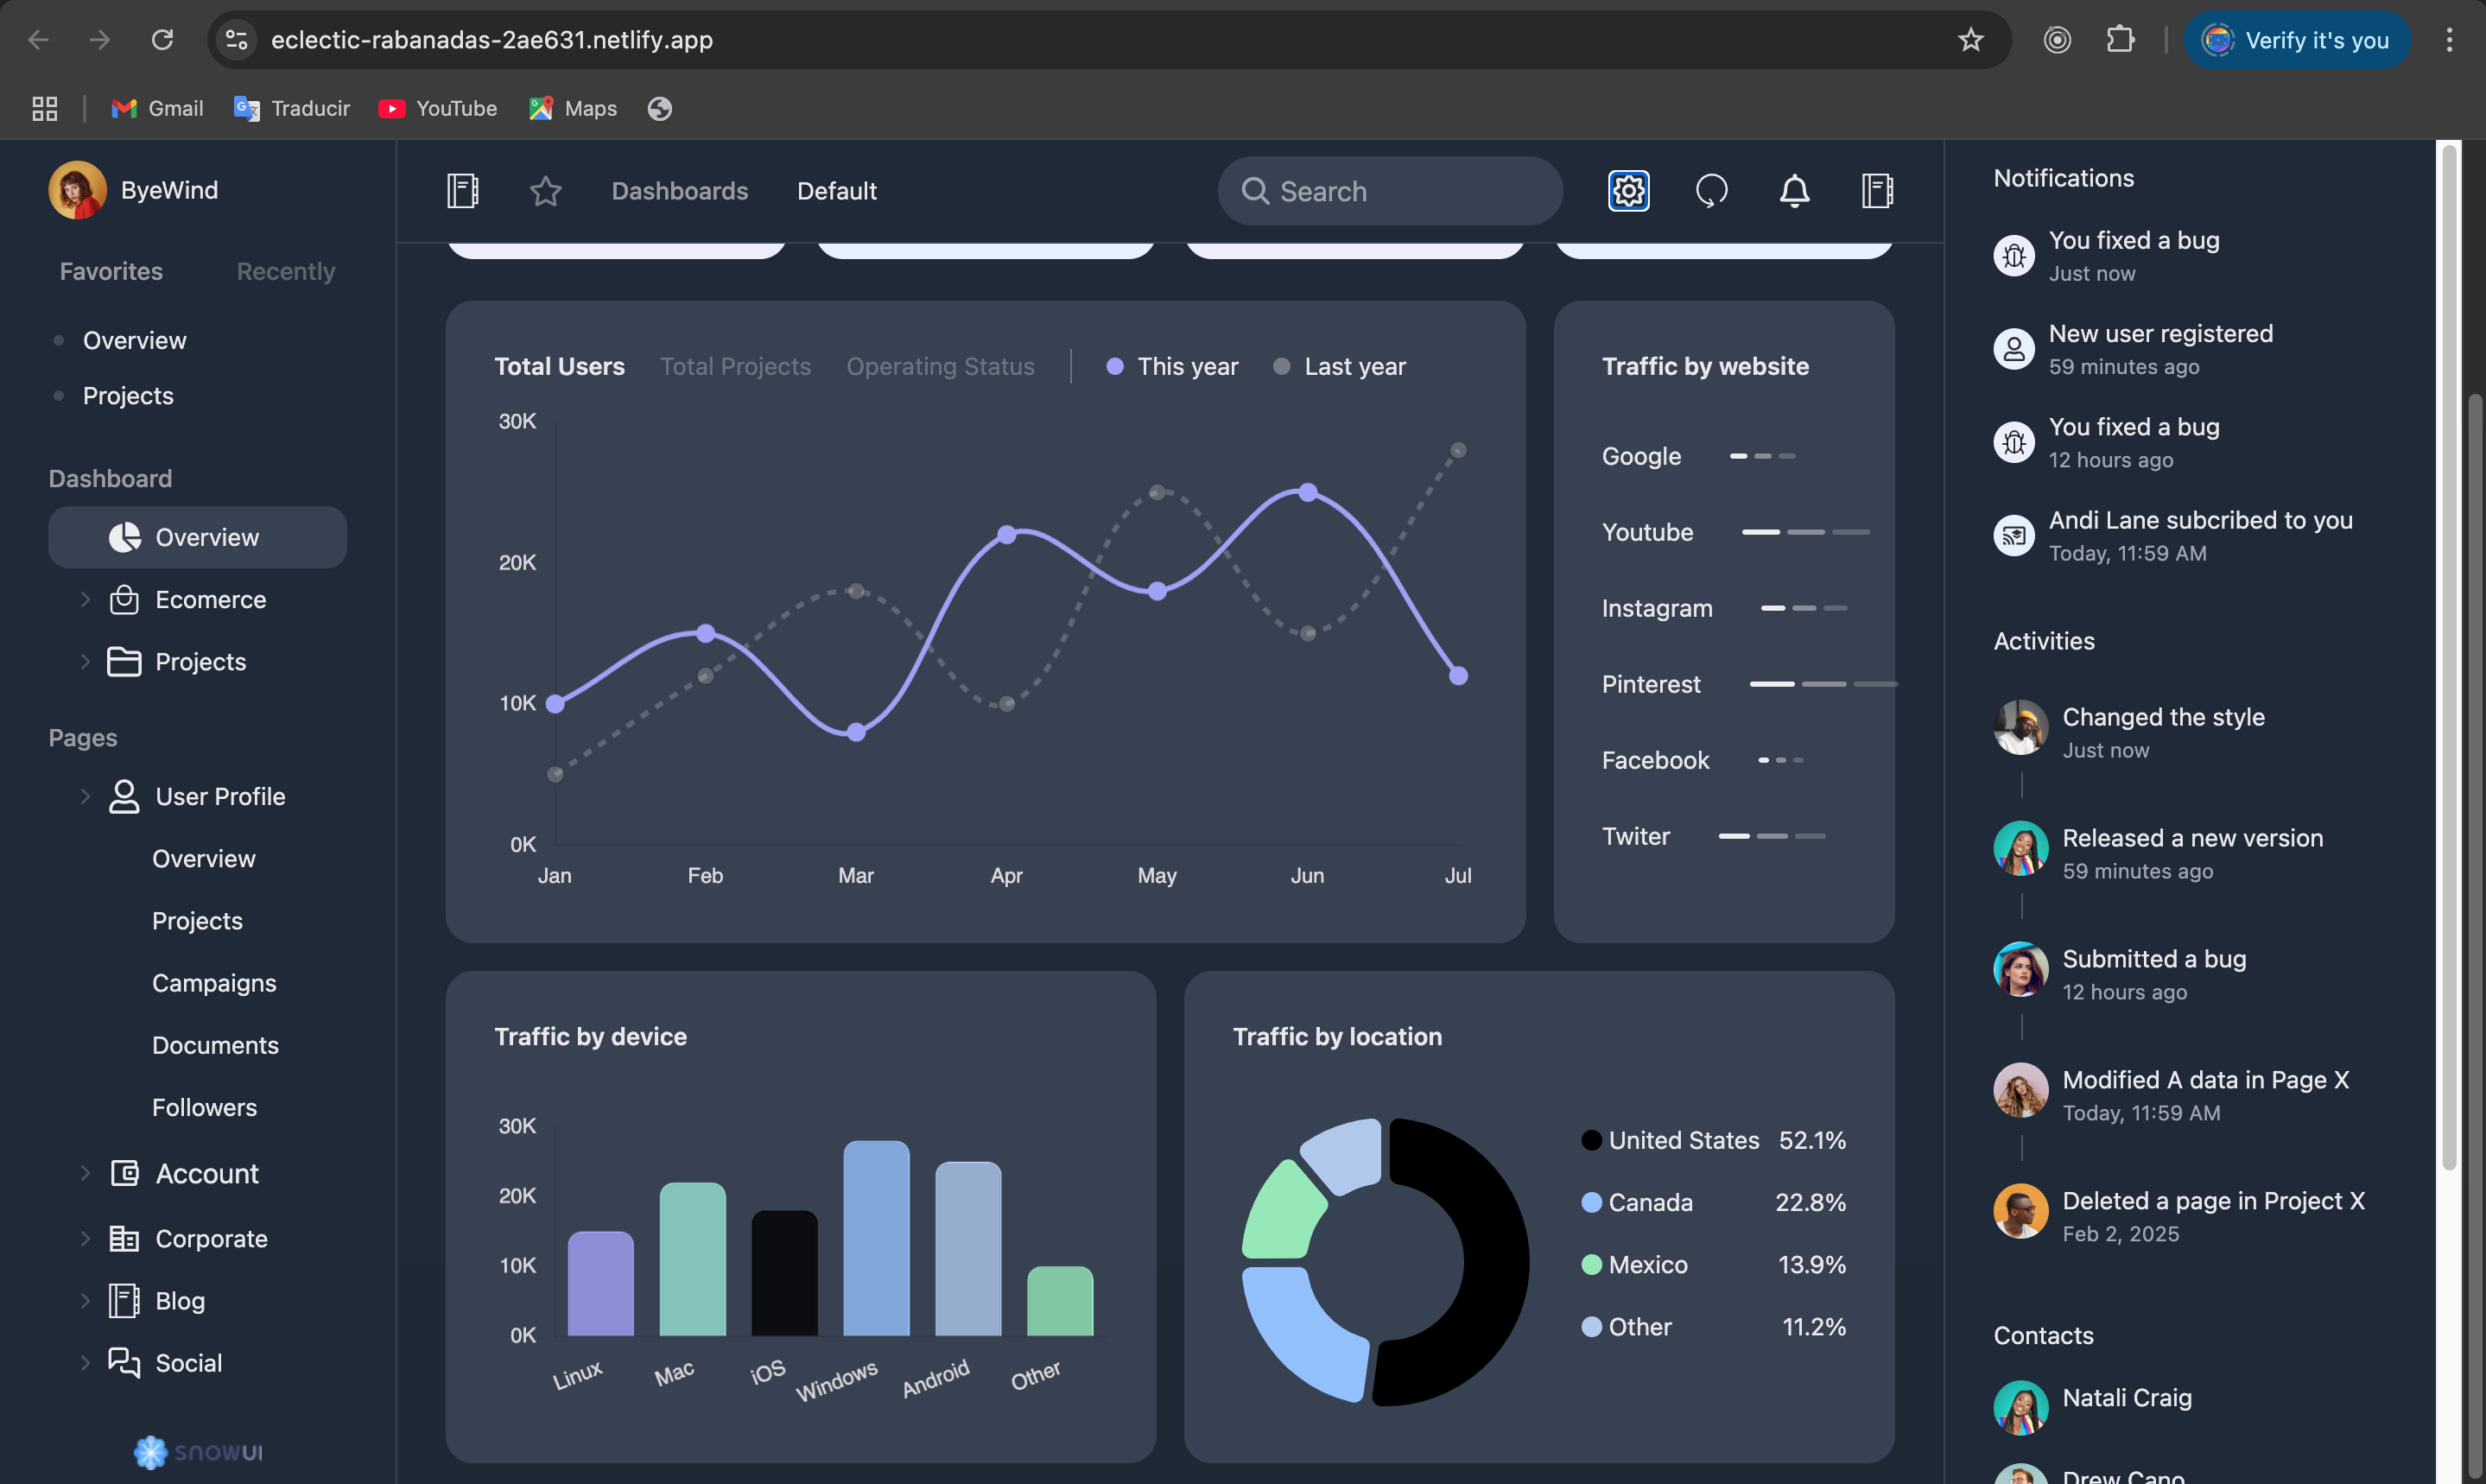 eclectic-rabanadas-2ae631.netlify.app
Verify it's you
Gmail
Traducir
YouTube
Maps
ByeWind
Favorites
Recently
Overview
Projects
Dashboard
Overview
Ecomerce
Projects
Pages
User Profile
Overview
Projects
Campaigns
Documents
Followers
Account
Corporate
Blog
Social
snowUI
Dashboards
Default
Search
Total Users
Total Projects
Operating Status
This year
Last year
30K
20K
10K
0K
Jan
Feb
Mar
Apr
May
Jun
Jul
Traffic by website
Google
Youtube
Instagram
Pinterest
Facebook
Twiter
Traffic by device
30K
20K
10K
0K
Linux
Mac
iOS
Windows
Android
Other
Traffic by location
United States 52.1%
Canada 22.8%
Mexico 13.9%
Other 11.2%
Notifications
You fixed a bug
Just now
New user registered
59 minutes ago
You fixed a bug
12 hours ago
Andi Lane subcribed to you
Today, 11:59 AM
Activities
Changed the style
Just now
Released a new version
59 minutes ago
Submitted a bug
12 hours ago
Modified A data in Page X
Today, 11:59 AM
Deleted a page in Project X
Feb 2, 2025
Contacts
Natali Craig
Drew Cano